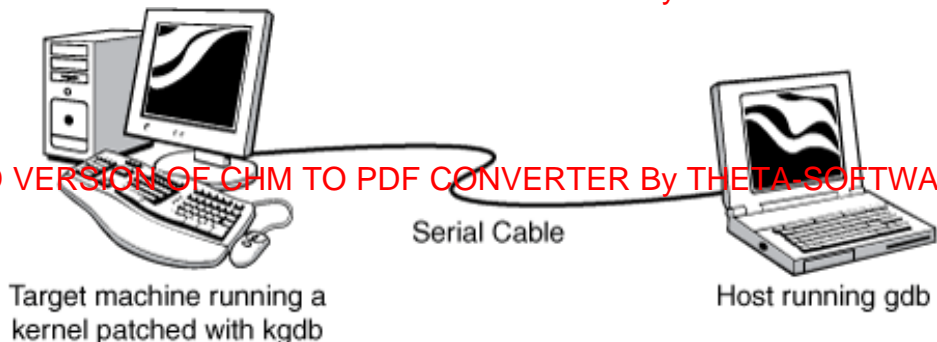 By
D VERSION OF CHM TO PDF CONVERTER By THETA-SOFTWA
Serial Cable
Target machine running a
kernel patched with kgdb
Host running gdb